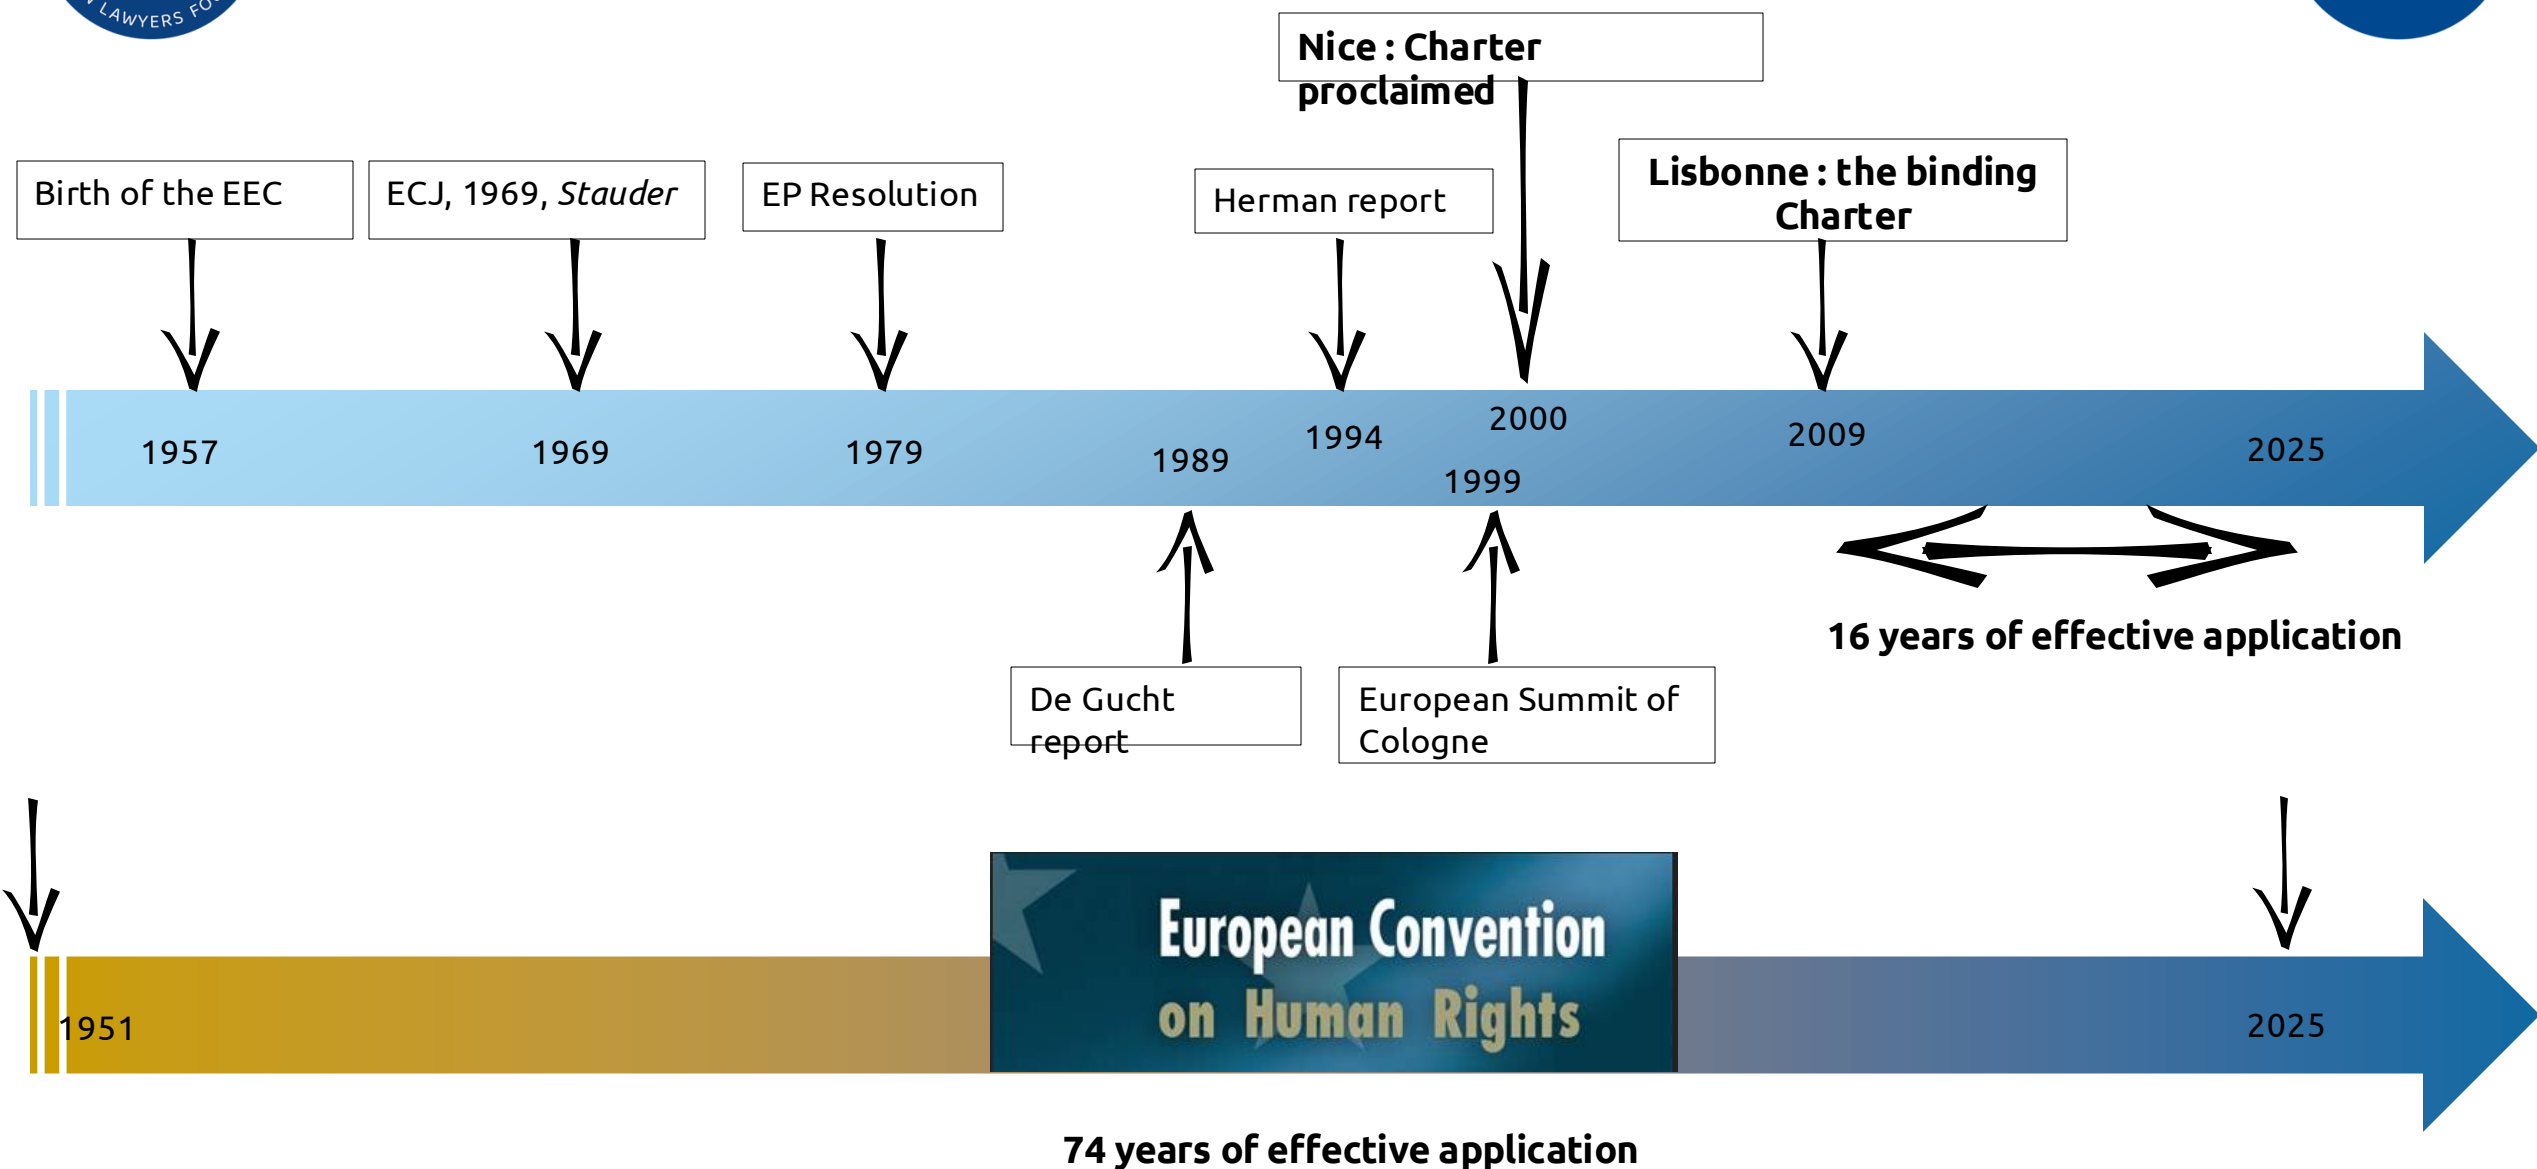 LAWYERS
Nice : Charter
proclaimed
Birth of the EEC
ECJ, 1969, Stauder
EP Resolution
Herman report
Lisbonne : the binding
Charter
1957
1969
1979
1989
1994
2000
1999
2009
2025
16 years of effective application
De Gucht
report
European Summit of
Cologne
European Convention
on Human Rights
1951
2025
74 years of effective application